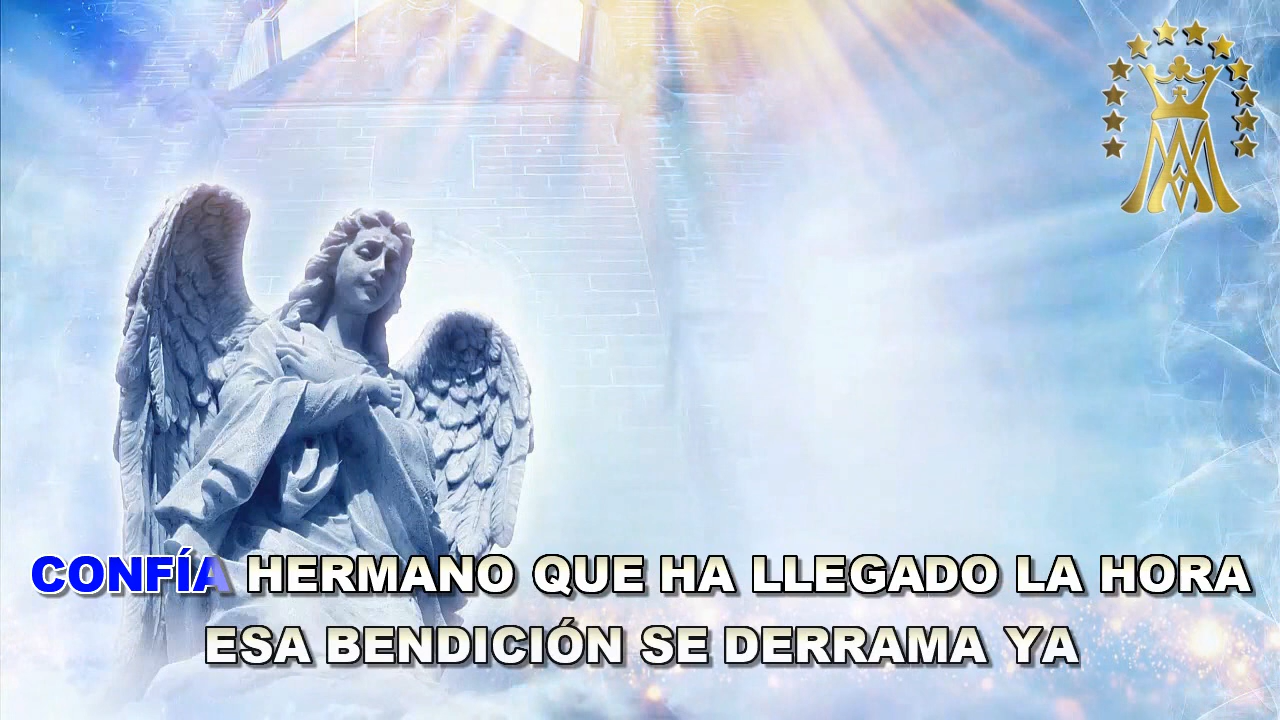 CONFÍA HERMANO QUE HA LLEGADO LA HORA
ESA BENDICIÓN SE DERRAMA YA